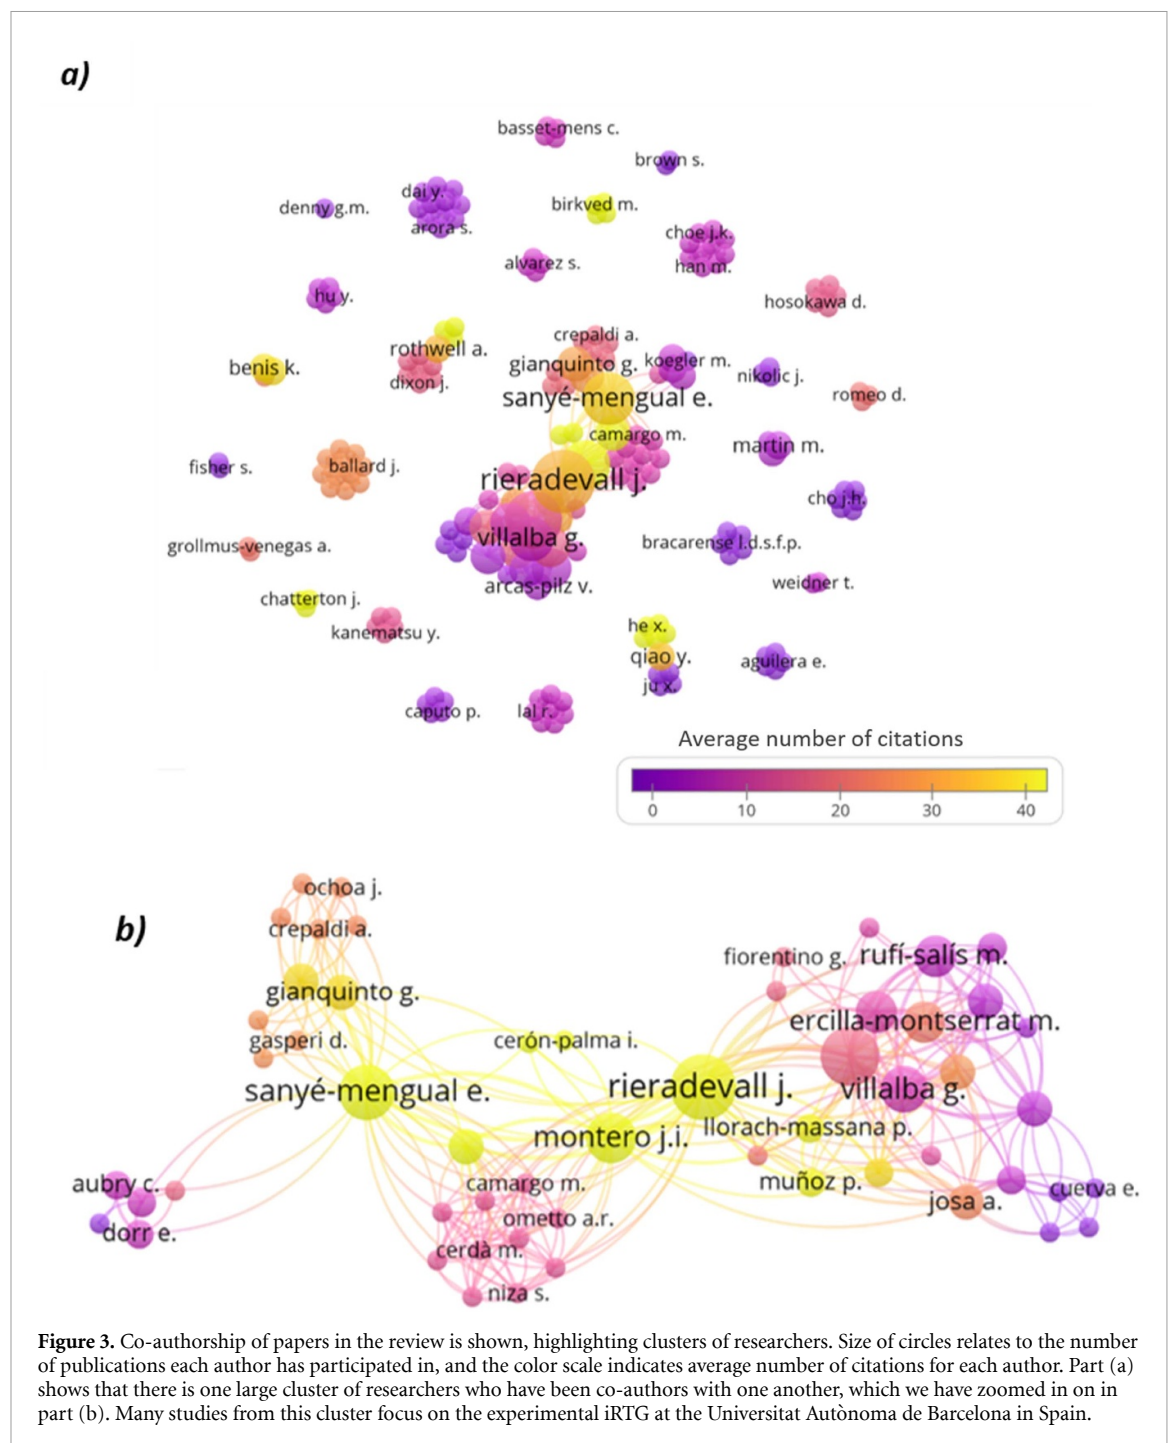 a)
basset-mens c.
brown s.
dai y.
denny g.m.
birkved m.
arora s.
choe j.k.
alvarez s.
han m.
hu y.
hosokawa d.
crepaldi a.
rothwell a.
gianquinto g.
koegler m.
benis k.
nikolic j.
dixon j.
romeo d.
sanyé-mengual e.
camargo m.
martin m.
fisher s.
ballard j.
rieradevall j.
cho j.h.
villalba g.
grollmus-venegas a.
bracarense l.d.s.f.p.
weidner t.
arcas-pilz v.
chatterton j.
kanematsu y.
he x.
qiao y.
aguilera e.
ju x.
caputo p.
lal r.
Average number of citations
0 10 20 30 40
b)
ochoa j.
crepaldi a.
fiorentino g.
rufí-salís m.
gianquinto g.
ercilla-montserrat m.
gasperi d.
cerón-palma i.
sanyé-mengual e.
rieradevall j.
villalba g.
montero j.i.
llorach-massana p.
aubry c.
camargo m.
muñoz p.
cuerva e.
josa a.
ometto a.r.
dorr e.
cerdà m.
niza s.
Figure 3. Co-authorship of papers in the review is shown, highlighting clusters of researchers. Size of circles relates to the number
of publications each author has participated in, and the color scale indicates average number of citations for each author. Part (a)
shows that there is one large cluster of researchers who have been co-authors with one another, which we have zoomed in on in
part (b). Many studies from this cluster focus on the experimental iRTG at the Universitat Autònoma de Barcelona in Spain.